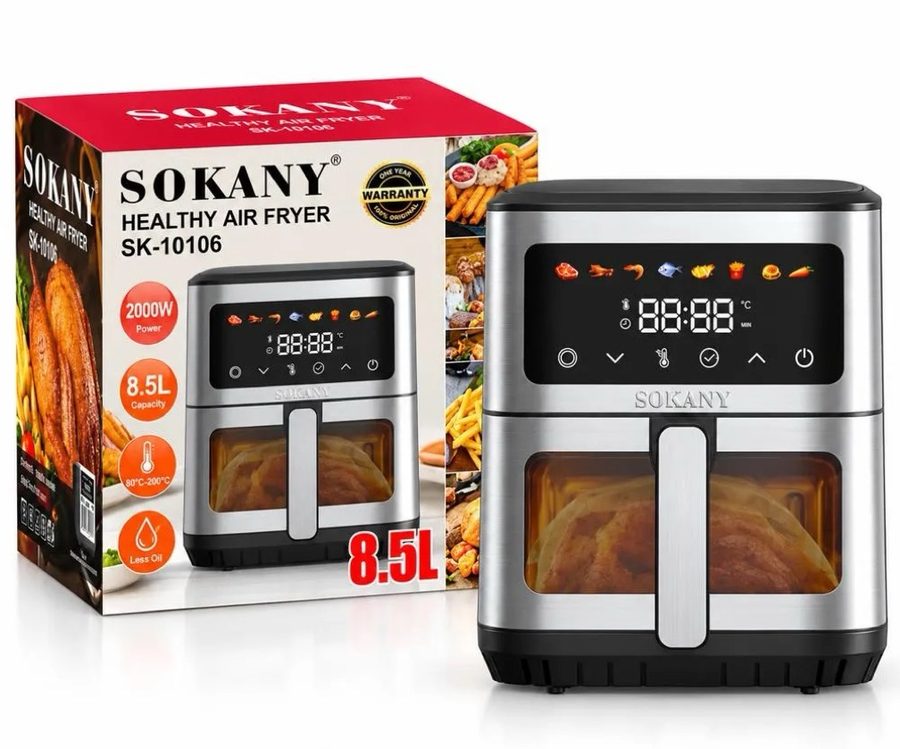 SOKANY®
HEALTHY AIR FRYER
SK-10106
SOKANY
HEALTHY AIR FRYER
SK-10106
SOKANY®
HEALTHY AIR FRYER
SK-10106
ONE YEAR
WARRANTY
100% ORIGINAL
2000W
Power
8.5L
Capacity
80°C-200°C
Less Oil
88:88
°C
SOKANY
8.5L
88:88
°C
MIN
SOKANY